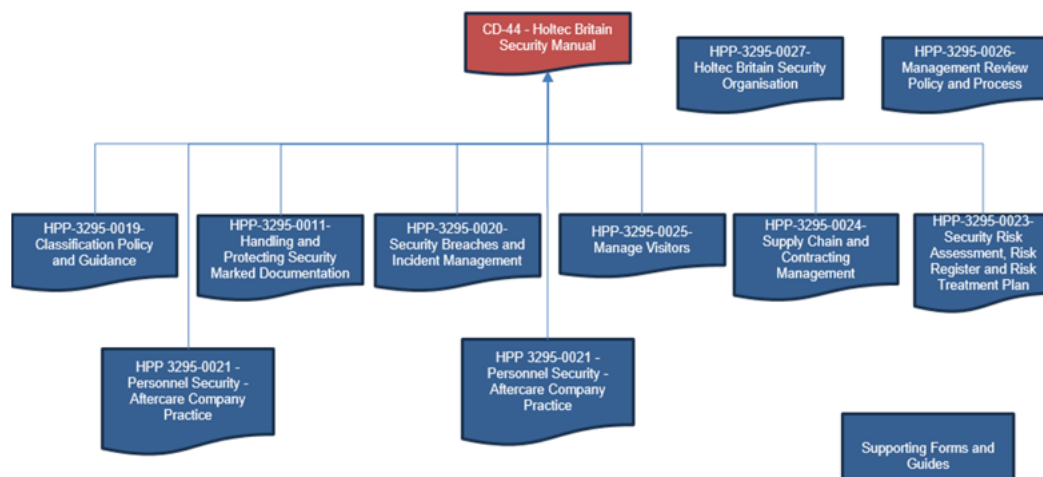 CD-44 - Holtec Britain
Security Manual
HPP-3295-0027-
Holtec Britain Security
Organisation
HPP-3295-0026-
Management Review
Policy and Process
HPP-3295-0019-
Classification Policy
and Guidance
HPP-3295-0011-
Handling and
Protecting Security
Marked Documentation
HPP-3295-0020-
Security Breaches and
Incident Management
HPP-3295-0025-
Manage Visitors
HPP-3295-0024-
Supply Chain and
Contracting
Management
HPP-3295-0023-
Security Risk
Assessment, Risk
Register and Risk
Treatment Plan
HPP 3295-0021 -
Personnel Security -
Aftercare Company
Practice
HPP 3295-0021 -
Personnel Security -
Aftercare Company
Practice
Supporting Forms and
Guides